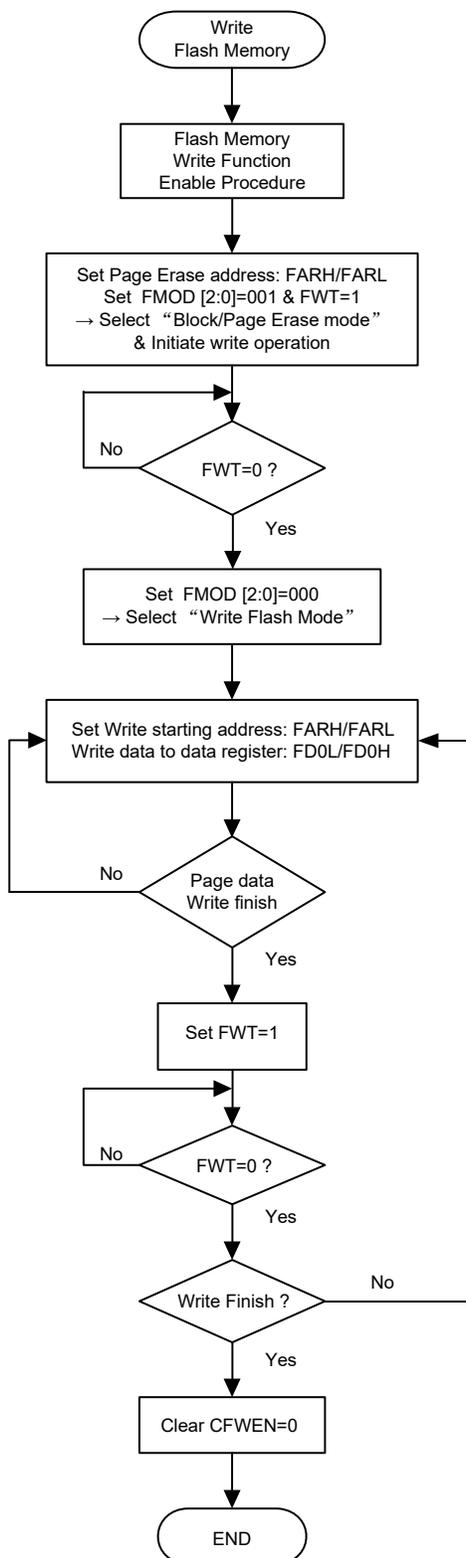 Write
Flash Memory
Flash Memory
Write Function
Enable Procedure
Set Page Erase address: FARH/FARL
Set  FMOD [2:0]=001 & FWT=1
→ Select “Block/Page Erase mode”
& Initiate write operation
No
FWT=0 ?
Yes
Set  FMOD [2:0]=000
→ Select “Write Flash Mode”
Set Write starting address: FARH/FARL
Write data to data register: FD0L/FD0H
No
Page data
Write finish
Yes
Set FWT=1
No
FWT=0 ?
Yes
Write Finish ?
No
Yes
Clear CFWEN=0
END